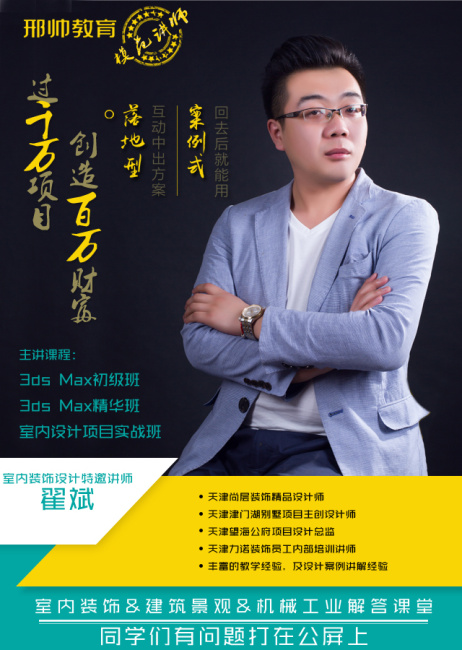 邢帅教育
模范讲师
过千万项目
创造百万财富
案例式
回去后就能用
落地型
互动中出方案
主讲课程：
3ds Max初级班
3ds Max精华班
室内设计项目实战班
室内装饰设计特邀讲师
翟斌
•天津尚层装饰精品设计师
•天津津门湖别墅项目主创设计师
•天津望海公府项目设计总监
•天津力诺装饰员工内部培训讲师
•丰富的教学经验，及设计案例讲解经验
室内装饰&建筑景观&机械工业解答课堂
同学们有问题打在公屏上